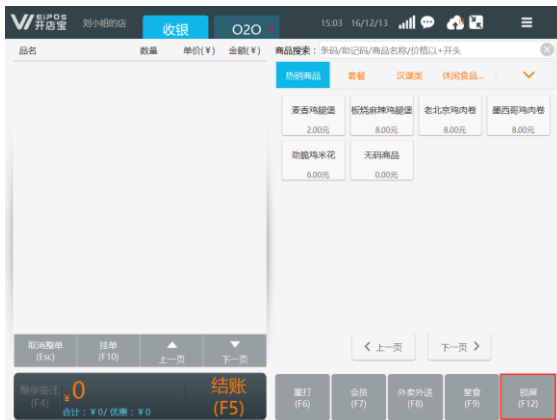 EiPOS
开店宝
刘小姐的店
收银
O2O
15:03 16/12/13
品名 数量 单价(¥) 金额(¥)
商品搜索：条码/助记码/商品名称/价格以+开头
热销商品 套餐 汉堡类 休闲食品...
麦香鸡腿堡 板烧麻辣鸡腿堡 老北京鸡肉卷 墨西哥鸡肉卷
2.00元 8.00元 8.00元 8.00元
劲脆鸡米花 无码商品
6.00元 0.00元
取消整单 挂单 上一页 下一页
(Esc) (F10)
上一页 下一页
整单备注
(F4)
¥0
合计：¥0/ 优惠：¥0
结账
(F5)
重打 会员 外卖外送 堂食 锁屏
(F6) (F7) (F8) (F9) (F12)